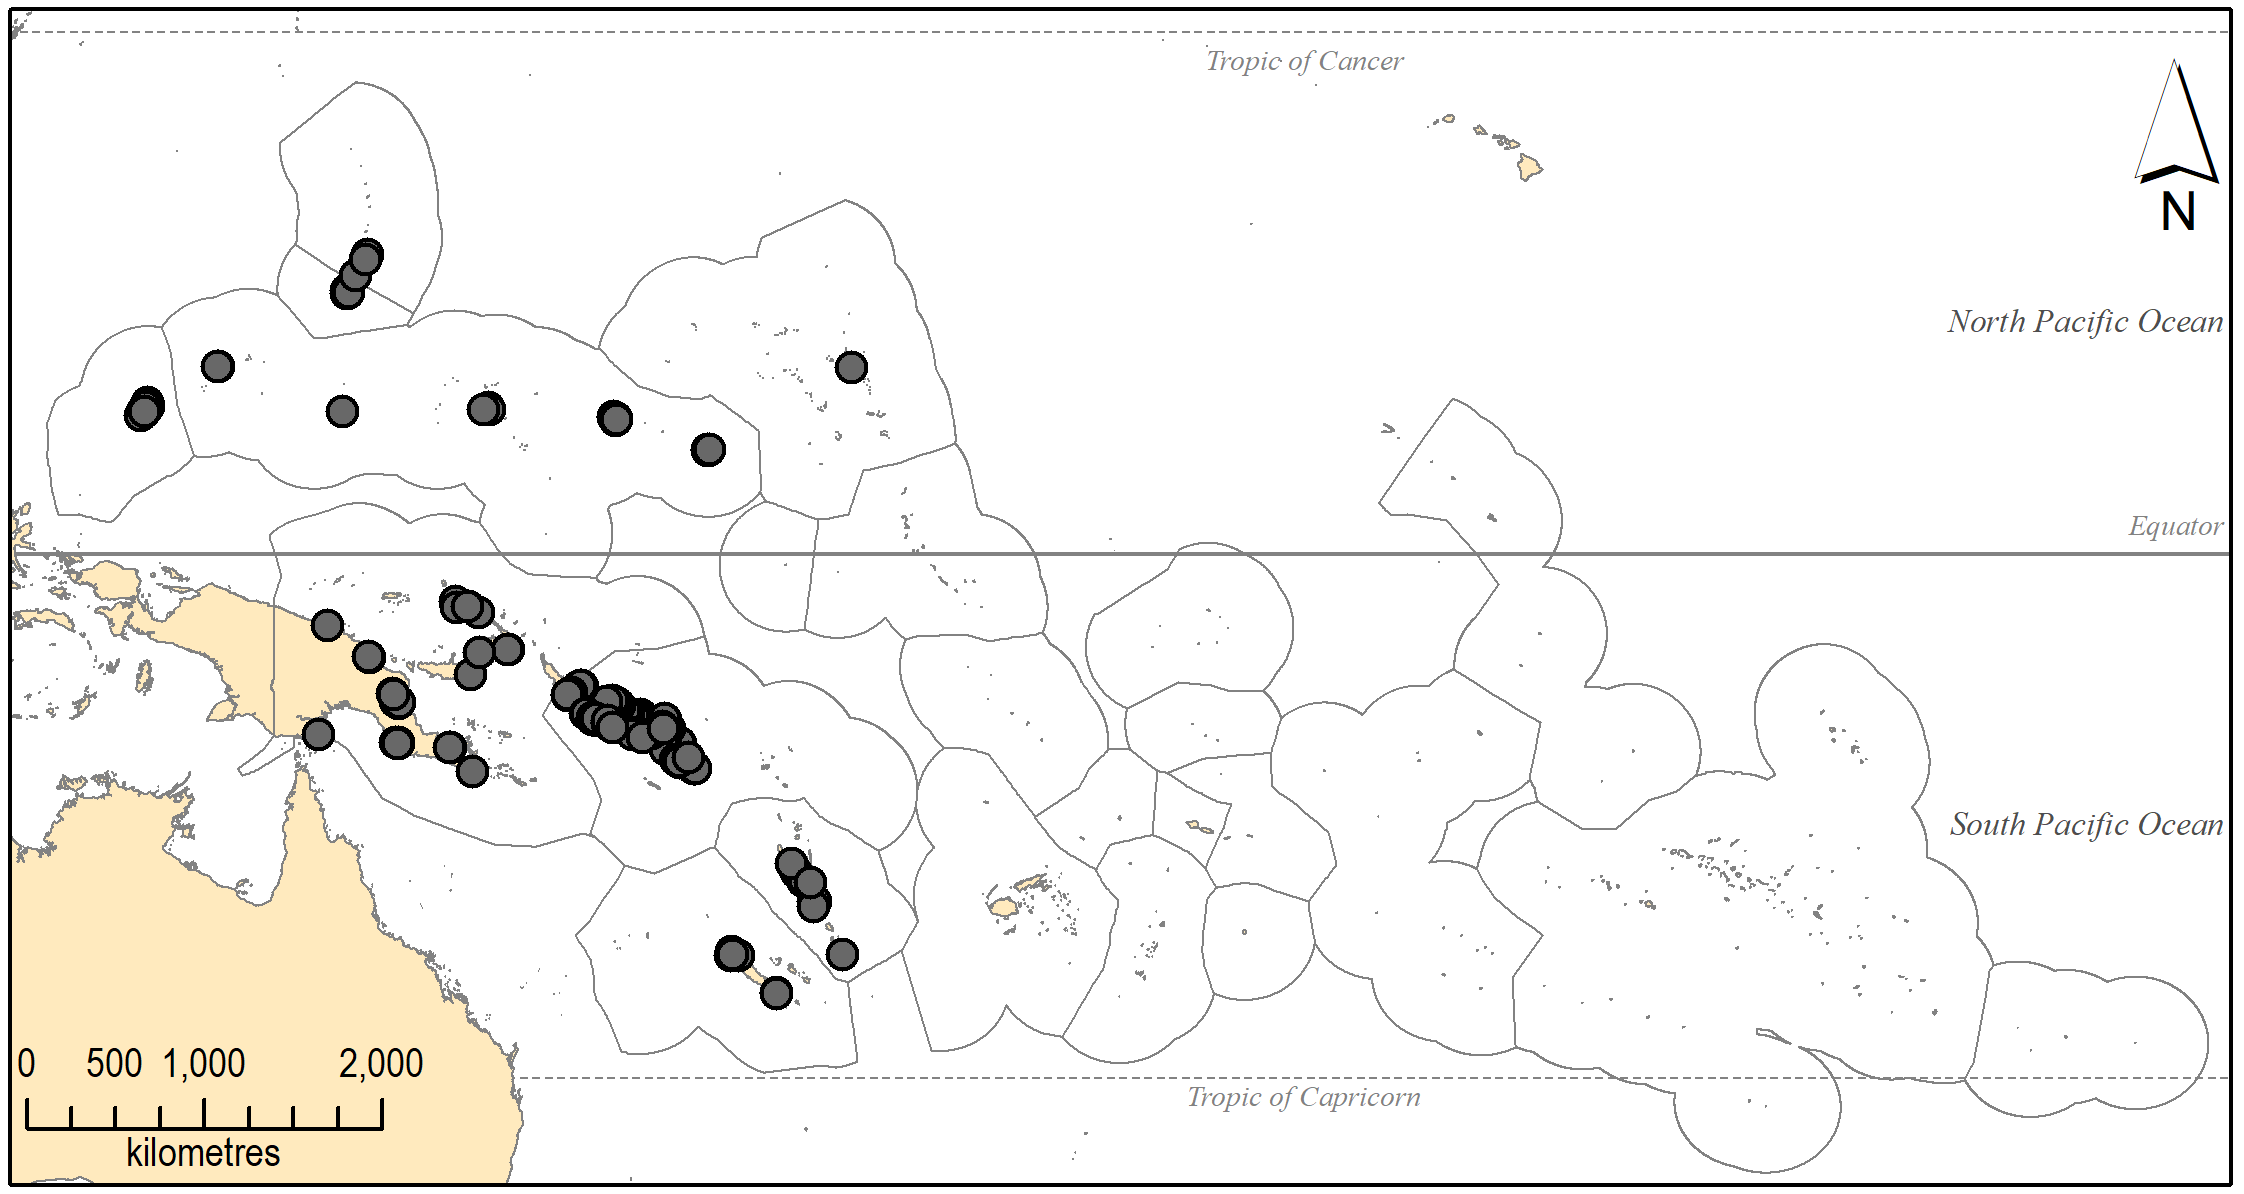 Tropic of Cancer
N
North Pacific Ocean
Equator
South Pacific Ocean
0 500 1,000 2,000
kilometres
Tropic of Capricorn